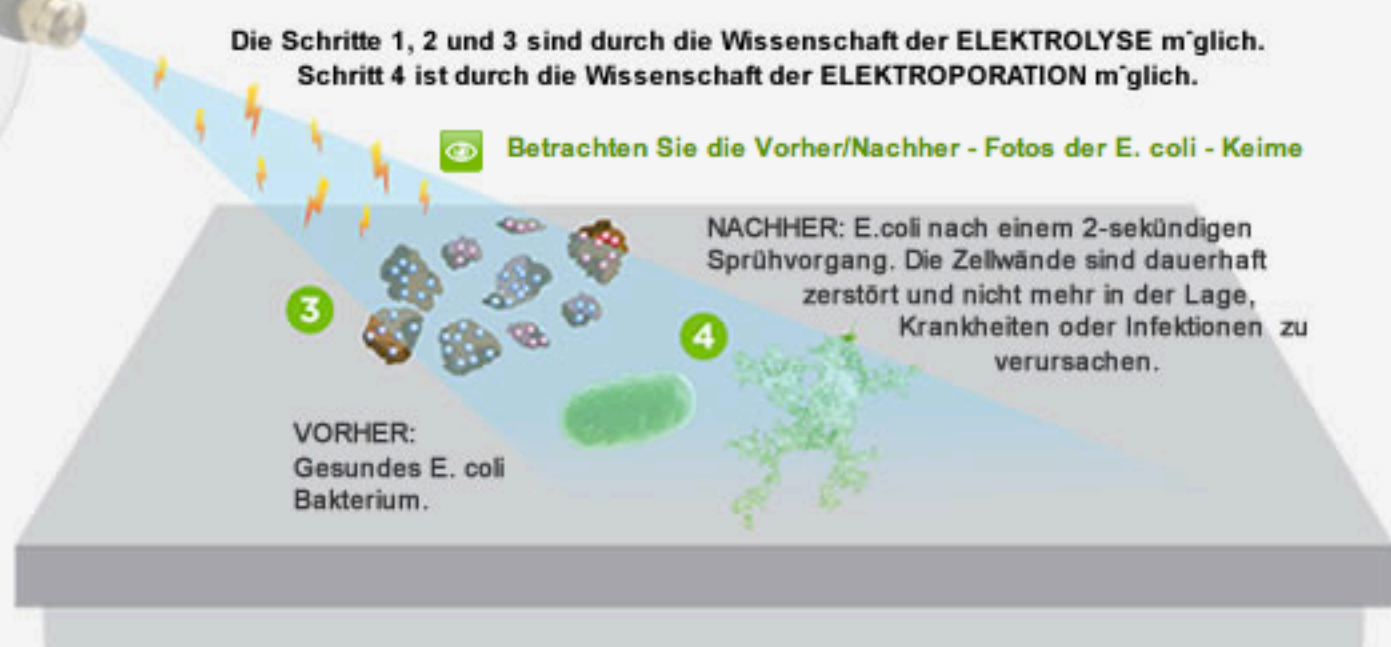 Die Schritte 1, 2 und 3 sind durch die Wissenschaft der ELEKTROLYSE m˜glich.
Schritt 4 ist durch die Wissenschaft der ELEKTROPORATION m˜glich.
Betrachten Sie die Vorher/Nachher - Fotos der E. coli - Keime
NACHHER: E.coli nach einem 2-sekündigen
Sprühvorgang. Die Zellwände sind dauerhaft
zerstört und nicht mehr in der Lage,
Krankheiten oder Infektionen zu
verursachen.
3
4
VORHER:
Gesundes E. coli
Bakterium.